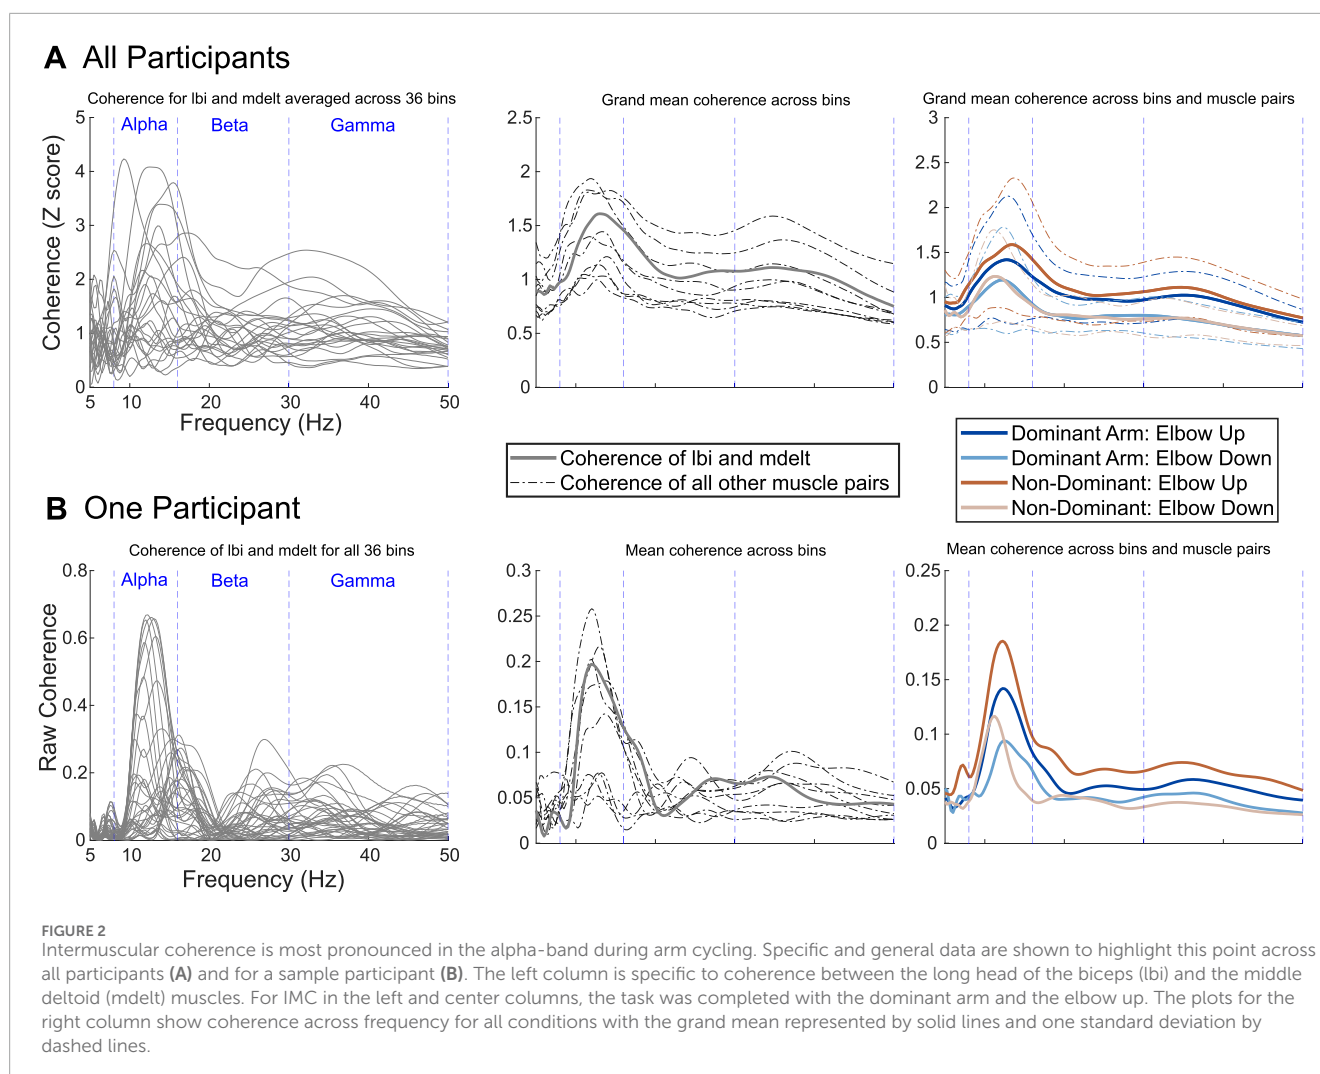 A All Participants
Coherence for lbi and mdelt averaged across 36 bins
Coherence (Z score)
5
4
3
2
1
0
Alpha
Beta
Gamma
5
10
20
30
40
50
Frequency (Hz)
Grand mean coherence across bins
2.5
2
1.5
1
0.5
0
Grand mean coherence across bins and muscle pairs
3
2.5
2
1.5
1
0.5
0
Coherence of lbi and mdelt
Coherence of all other muscle pairs
Dominant Arm: Elbow Up
Dominant Arm: Elbow Down
Non-Dominant: Elbow Up
Non-Dominant: Elbow Down
B One Participant
Coherence of lbi and mdelt for all 36 bins
Raw Coherence
0.8
0.6
0.4
0.2
0
Alpha
Beta
Gamma
5
10
20
30
40
50
Frequency (Hz)
Mean coherence across bins
0.3
0.25
0.2
0.15
0.1
0.05
0
Mean coherence across bins and muscle pairs
0.25
0.2
0.15
0.1
0.05
0
FIGURE 2
Intermuscular coherence is most pronounced in the alpha-band during arm cycling. Specific and general data are shown to highlight this point across
all participants (A) and for a sample participant (B). The left column is specific to coherence between the long head of the biceps (lbi) and the middle
deltoid (mdelt) muscles. For IMC in the left and center columns, the task was completed with the dominant arm and the elbow up. The plots for the
right column show coherence across frequency for all conditions with the grand mean represented by solid lines and one standard deviation by
dashed lines.